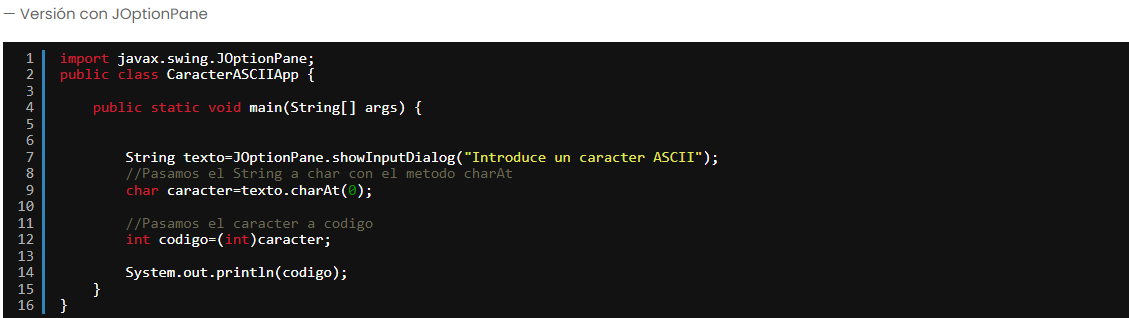 — Versión con JOptionPane
1 import javax.swing.JOptionPane;
2 public class CaracterASCIIApp {
3
4     public static void main(String[] args) {
5
6
7         String texto=JOptionPane.showInputDialog("Introduce un caracter ASCII");
8         //Pasamos el String a char con el metodo charAt
9         char caracter=texto.charAt(0);
10
11         //Pasamos el caracter a codigo
12         int codigo=(int)caracter;
13
14         System.out.println(codigo);
15     }
16 }